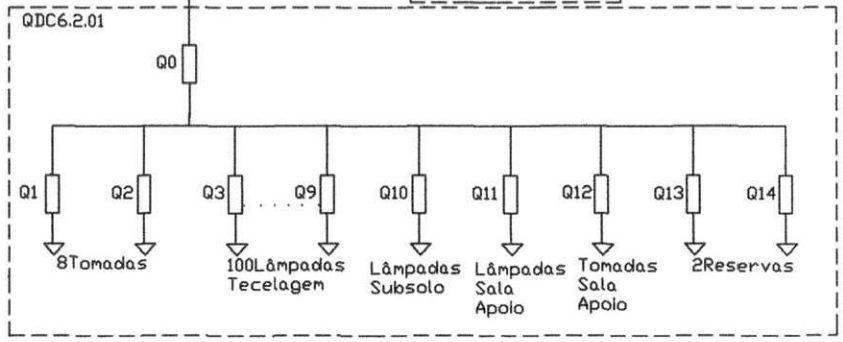 QDC6.2.01
Q0
Q1 Q2 Q3 ...... Q9 Q10 Q11 Q12 Q13 Q14
8Tomadas
100Lâmpadas
Tecelagem
Lâmpadas
Subsolo
Lâmpadas
Sala
Apoio
Tomadas
Sala
Apoio
2Reservas